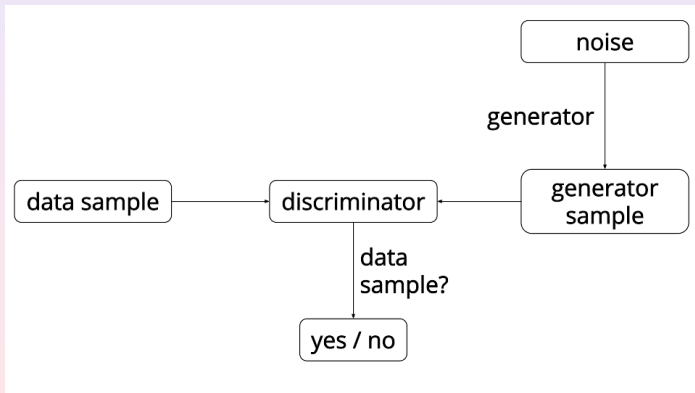 noise
generator
generator
sample
data sample
discriminator
data
sample?
yes / no